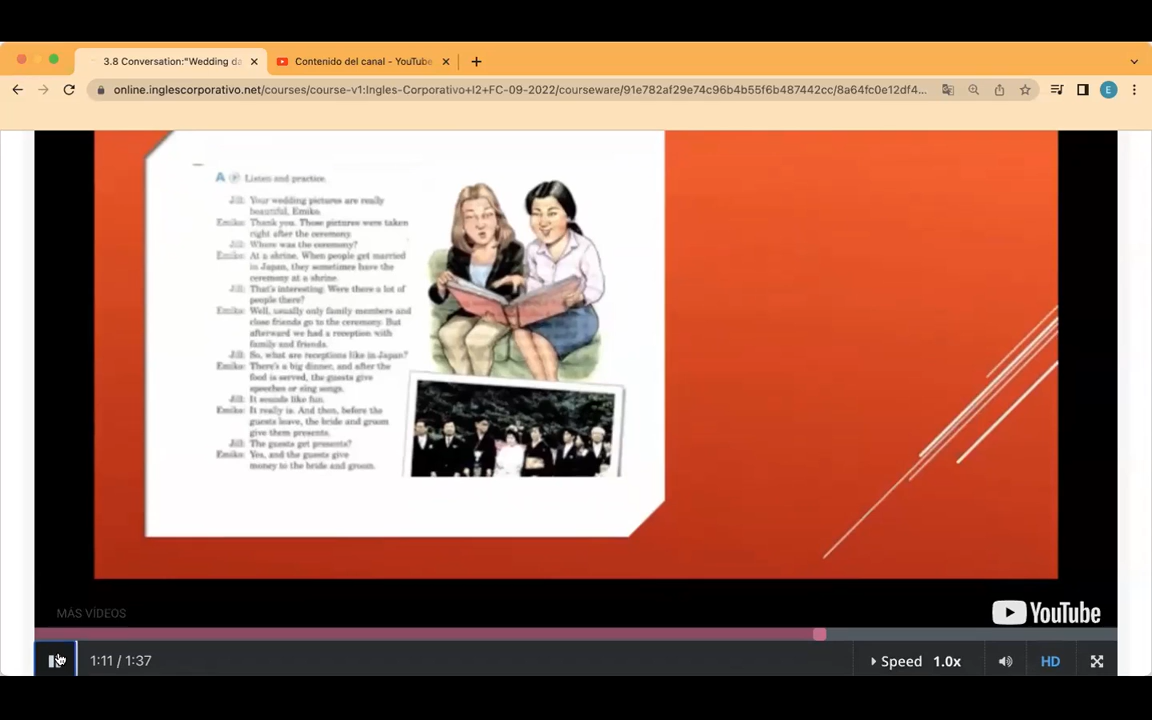 3.8 Conversation:"Wedding da
Contenido del canal - YouTube
online.inglescorporativo.net/courses/course-v1:Ingles-Corporativo+I2+FC-09-2022/courseware/91e782af29e74c96b4b55f6b487442cc/8a64fc0e12df4...
E
A Listen and practice.
Jill: Your wedding pictures are really
beautiful, Emiko.
Emiko: Thank you. Those pictures were taken
right after the ceremony.
Jill: Where was the ceremony?
Emiko: At a shrine. When people get married
in Japan, they sometimes have the
ceremony at a shrine.
Jill: That's interesting. Were there a lot of
people there?
Emiko: Well, usually only family members and
close friends go to the ceremony. But
afterward we had a reception with
family and friends.
Jill: So, what are receptions like in Japan?
Emiko: There's a big dinner, and after the
food is served, the guests give
speeches or sing songs.
Jill: It sounds like fun.
Emiko: It really is. And then, before the
guests leave, the bride and groom
give them presents.
Jill: The guests get presents?
Emiko: Yes, and the guests give
money to the bride and groom.
MÁS VÍDEOS
YouTube
1:11 / 1:37
Speed 1.0x
HD